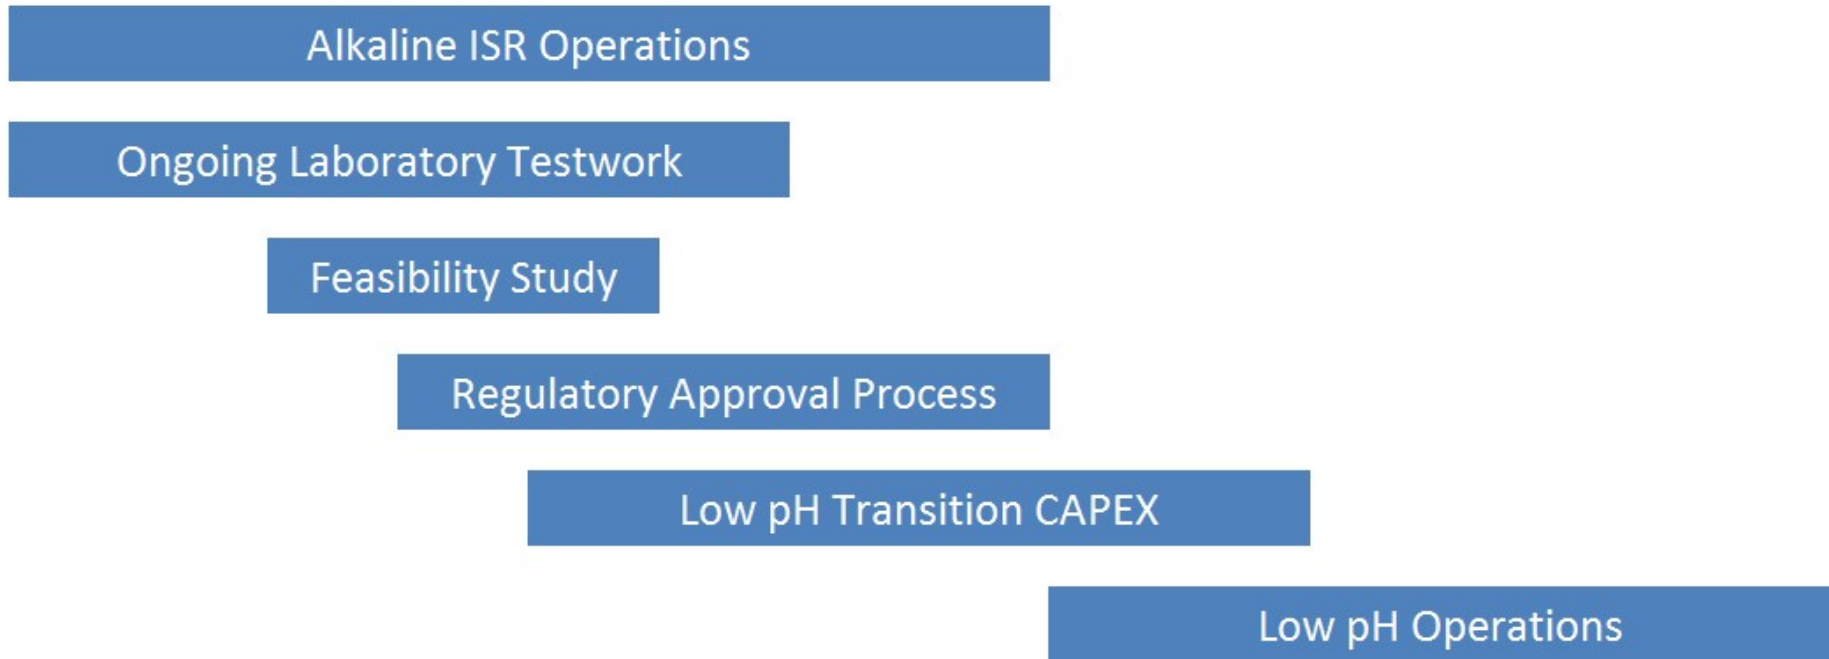 Alkaline ISR Operations
Ongoing Laboratory Testwork
Feasibility Study
Regulatory Approval Process
Low pH Transition CAPEX
Low pH Operations